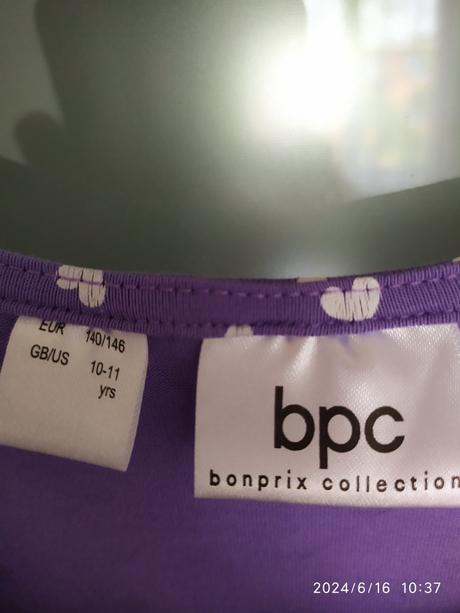 EUR 140/146
GB/US 10-11
yrs
bpc
bonprix collection
2024/6/16 10:37